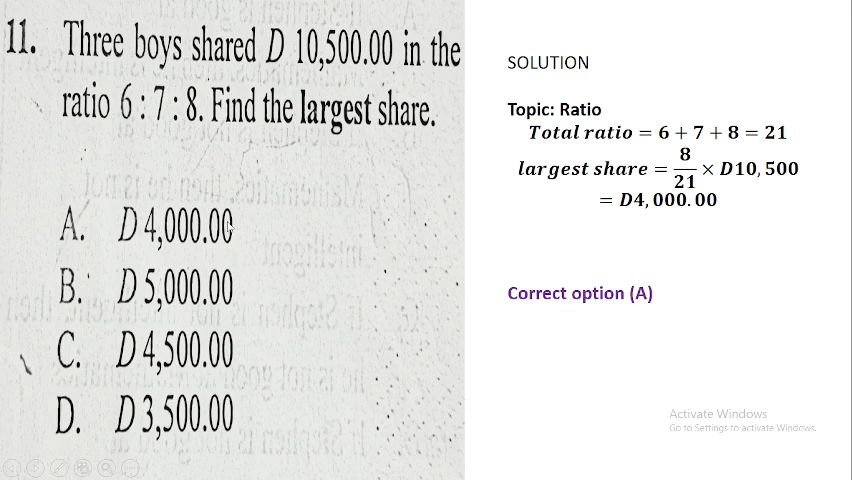 11. Three boys shared D 10,500.00 in the
ratio 6 : 7 : 8. Find the largest share.
A. D 4,000.00
B. D 5,000.00
C. D 4,500.00
D. D 3,500.00
SOLUTION
Topic: Ratio
Total ratio = 6 + 7 + 8 = 21
largest share = 8/21 × D10, 500
= D4, 000. 00
Correct option (A)
Activate Windows
Go to Settings to activate Windows.